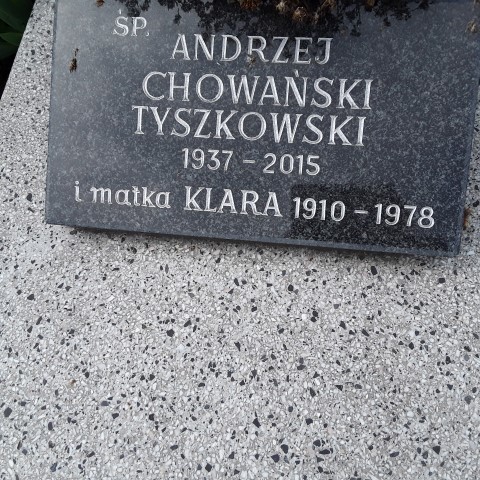 ŚP.
ANDRZEJ
CHOWAŃSKI
TYSZKOWSKI
1937 - 2015
i matka KLARA 1910 - 1978